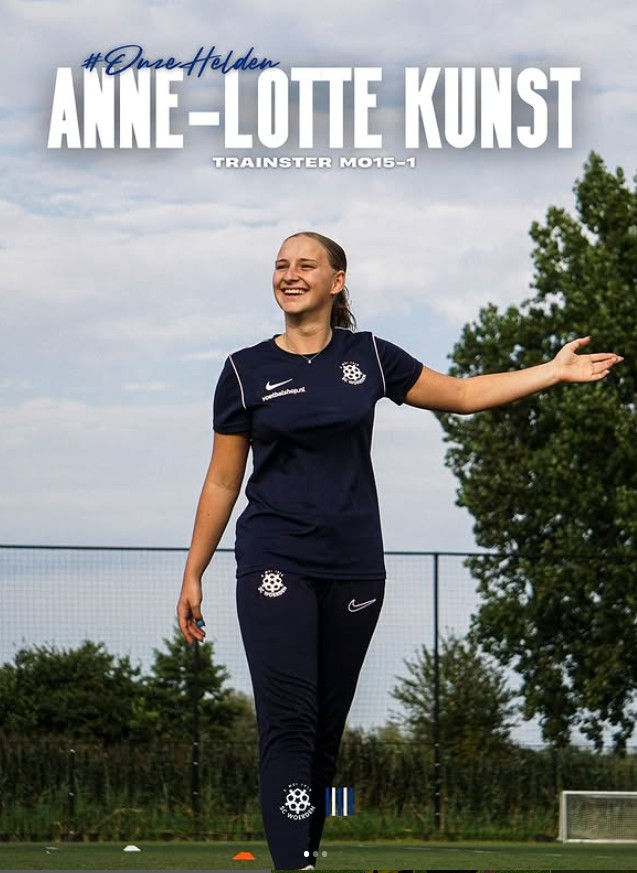 #OnzeHelden
ANNE-LOTTE KUNST
TRAINSTER MO15-1
voetbalshop.nl
SC WOERDEN
SC WOERDEN
SC WOERDEN